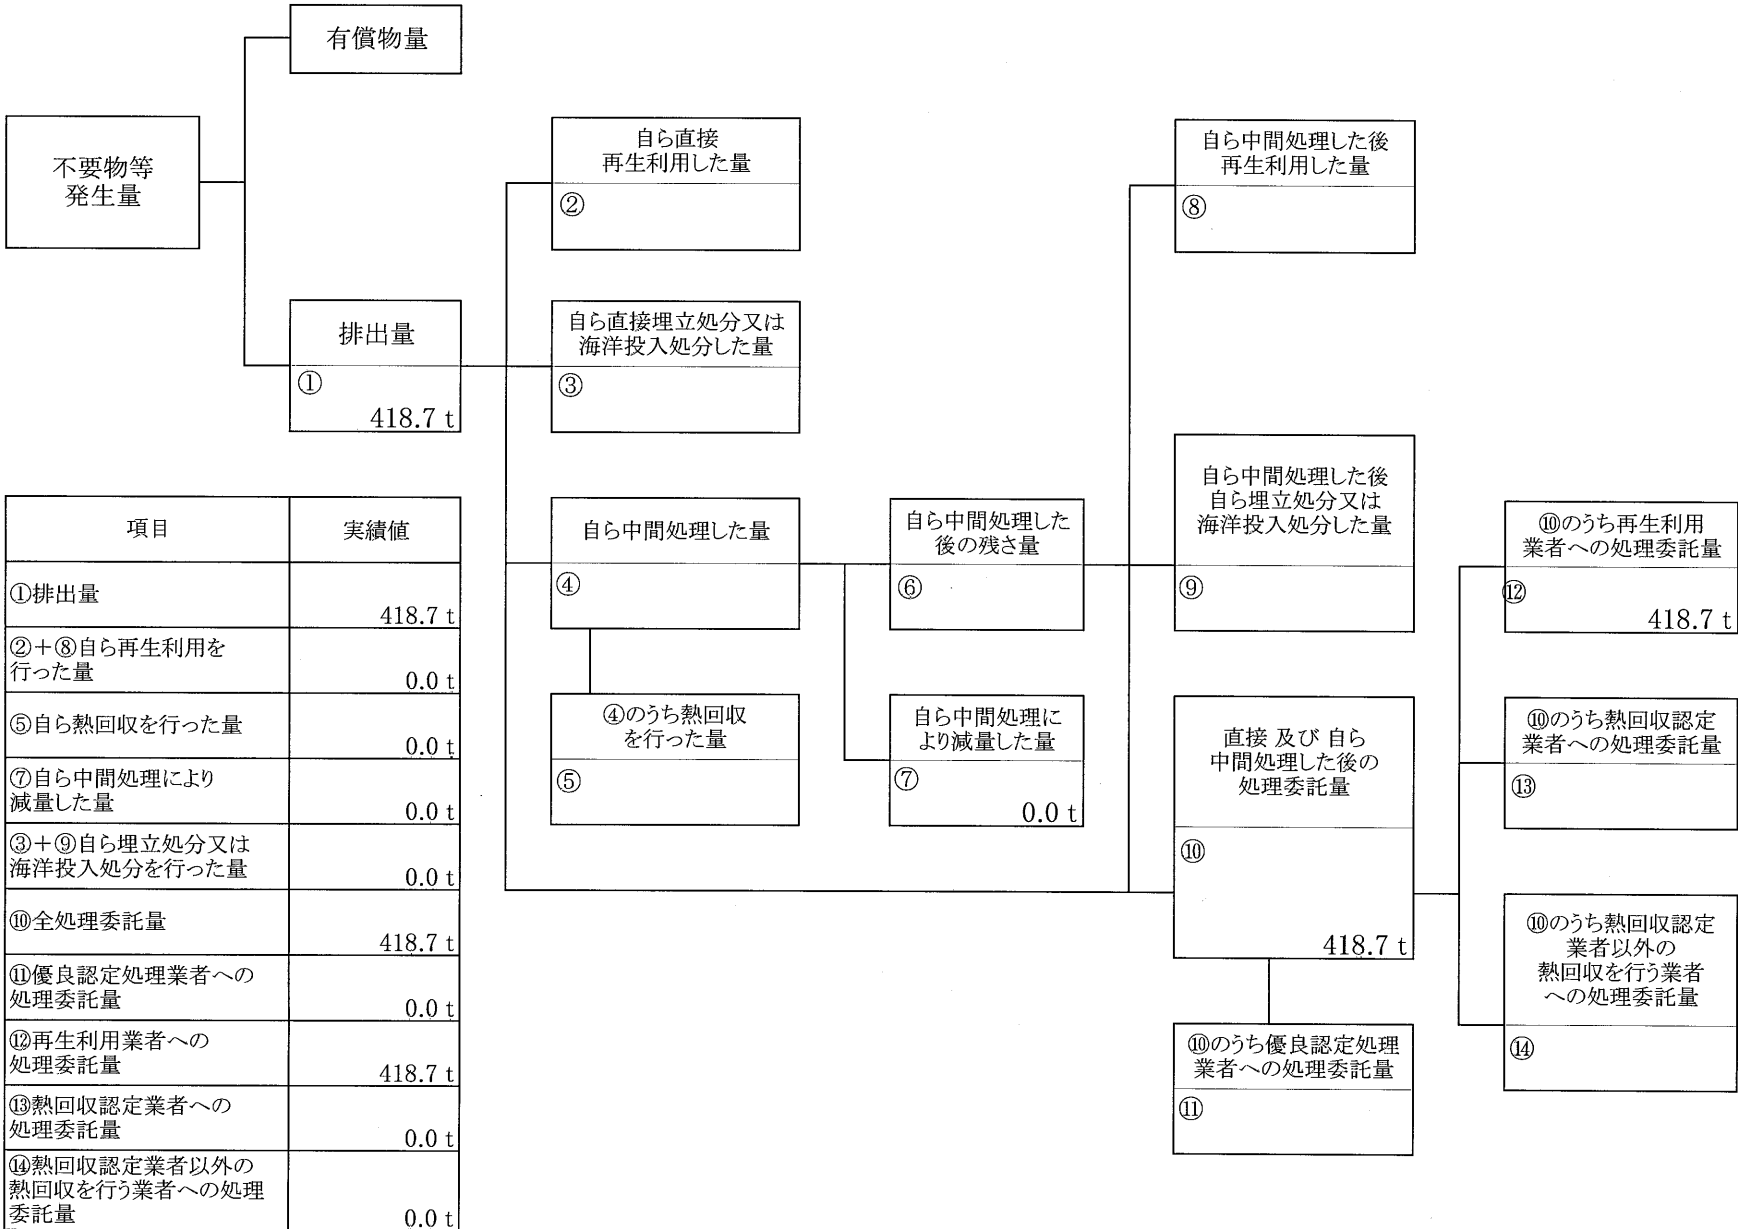 有償物量
不要物等
発生量
排出量
①
418.7 t
自ら直接
再生利用した量
②
自ら直接埋立処分又は
海洋投入処分した量
③
自ら中間処理した量
④
④のうち熱回収
を行った量
⑤
自ら中間処理した
後の残さ量
⑥
自ら中間処理に
より減量した量
⑦
0.0 t
自ら中間処理した後
再生利用した量
⑧
自ら中間処理した後
自ら埋立処分又は
海洋投入処分した量
⑨
直接 及び 自ら
中間処理した後の
処理委託量
⑩
418.7 t
⑩のうち優良認定処理
業者への処理委託量
⑪
⑩のうち再生利用
業者への処理委託量
⑫
418.7 t
⑩のうち熱回収認定
業者への処理委託量
⑬
⑩のうち熱回収認定
業者以外の
熱回収を行う業者
への処理委託量
⑭
項目 実績値
①排出量
418.7 t
②＋⑧自ら再生利用を
行った量
0.0 t
⑤自ら熱回収を行った量
0.0 t
⑦自ら中間処理により
減量した量
0.0 t
③＋⑨自ら埋立処分又は
海洋投入処分を行った量
0.0 t
⑩全処理委託量
418.7 t
⑪優良認定処理業者への
処理委託量
0.0 t
⑫再生利用業者への
処理委託量
418.7 t
⑬熱回収認定業者への
処理委託量
0.0 t
⑭熱回収認定業者以外の
熱回収を行う業者への処理
委託量
0.0 t